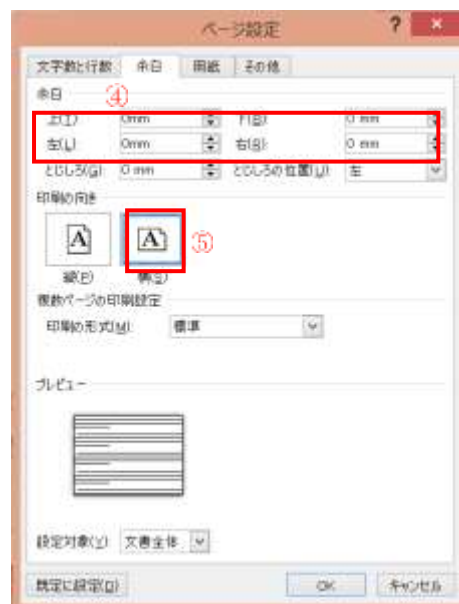 ページ設定 ?
文字数と行数 余白 用紙 その他
余白 ④
上(T) 0mm 下(B) 0 mm
左(L) 0mm 右(R) 0 mm
とじしろ(G) 0 mm とじしろの位置(U) 左
印刷の向き
A A ⑤
縦(P) 横(S)
複数ページの印刷設定
印刷の形式(M): 標準
プレビュー
設定対象(Y) 文書全体
既定に設定(D) OK キャンセル